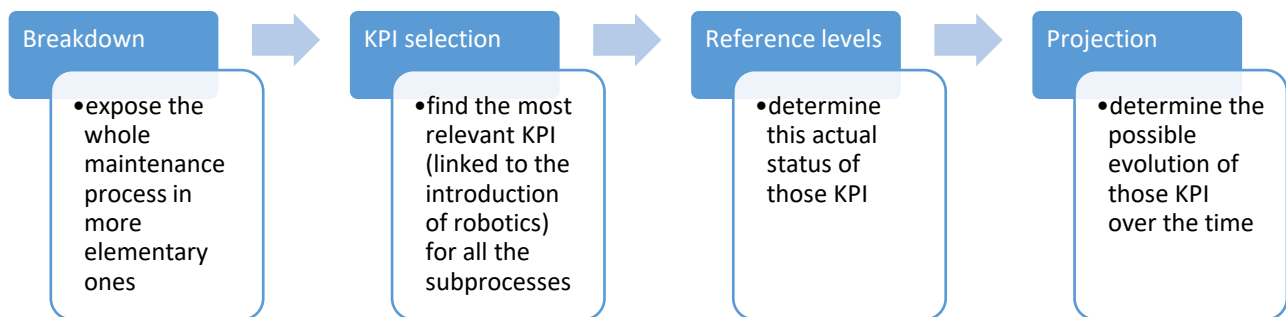 Breakdown
•expose the
whole
maintenance
process in
more
elementary
ones
KPI selection
•find the most
relevant KPI
(linked to the
introduction
of robotics)
for all the
subprocesses
Reference levels
•determine
this actual
status of
those KPI
Projection
•determine the
possible
evolution of
those KPI
over the time